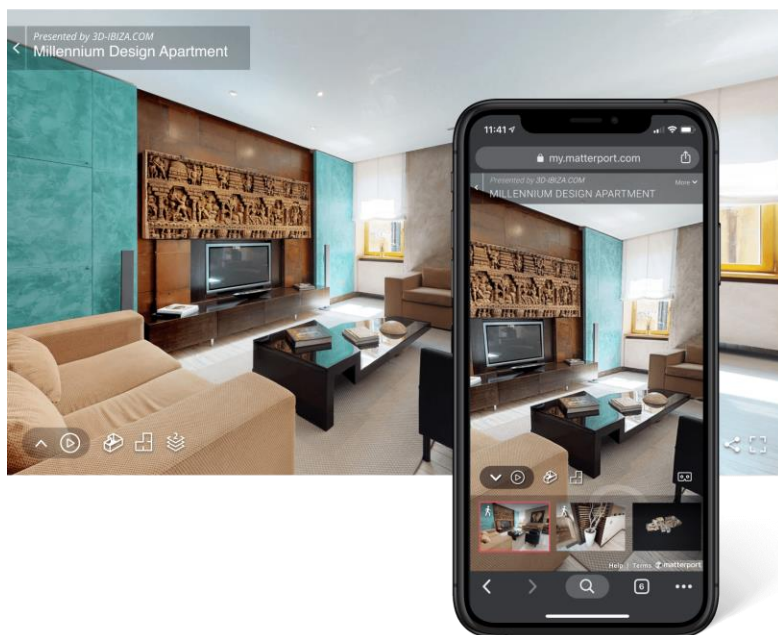 Presented by 3D-IBIZA.COM
Millennium Design Apartment
2
11:41
my.matterport.com
Presented by 3D-IBIZA.COM
More
MILLENNIUM DESIGN APARTMENT
Help | Terms matterport
6